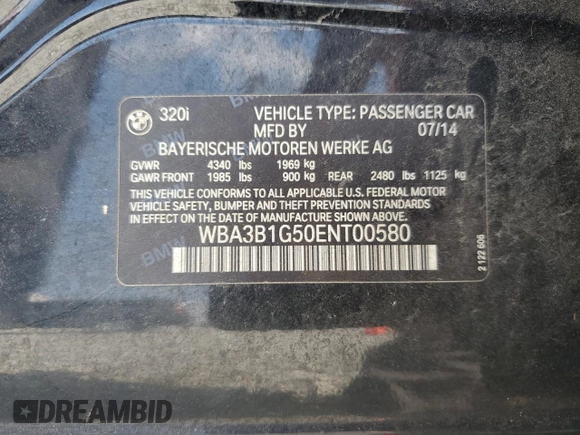 BMW
320i VEHICLE TYPE: PASSENGER CAR
MFD BY 07/14
BAYERISCHE MOTOREN WERKE AG
GVWR 4340 lbs 1969 kg
GAWR FRONT 1985 lbs 900 kg REAR 2480 lbs 1125 kg
THIS VEHICLE CONFORMS TO ALL APPLICABLE U.S. FEDERAL MOTOR
VEHICLE SAFETY, BUMPER, AND THEFT PREVENTION STANDARDS
IN EFFECT ON THE DATE OF MANUFACTURE SHOWN ABOVE.
WBA3B1G50ENT00580
2 122 606
DREAMBID